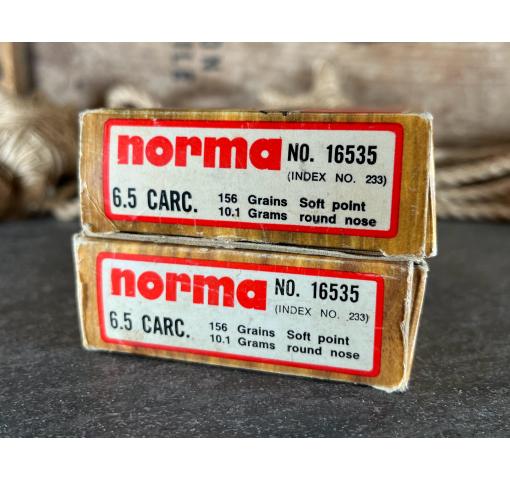 norma NO. 16535
(INDEX NO. 233)
6.5 CARC. 156 Grains Soft point
10.1 Grams round nose
norma NO. 16535
(INDEX NO. 233)
6.5 CARC. 156 Grains Soft point
10.1 Grams round nose